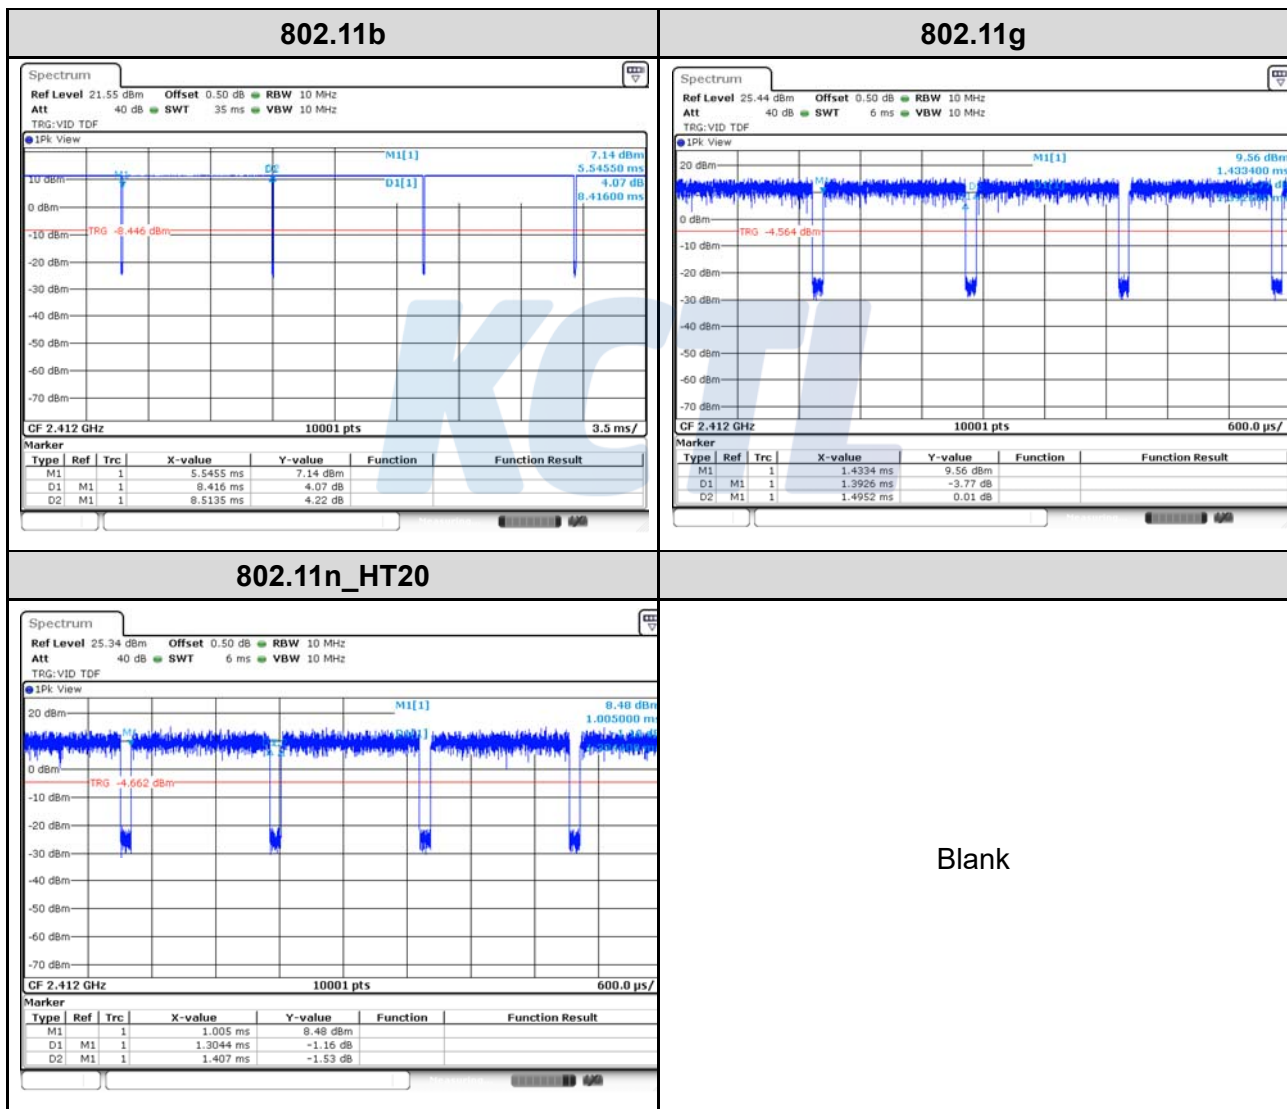 802.11b
Spectrum
Ref Level 21.55 dBm Offset 0.50 dB RBW 10 MHz
Att 40 dB SWT 35 ms VBW 10 MHz
TRG:VID TDF
1Pk View
M1[1] 7.14 dBm
5.54550 ms
D1[1] 4.07 dB
8.41600 ms
M1
D2
10 dBm
0 dBm
TRG -8.446 dBm
-10 dBm
-20 dBm
-30 dBm
-40 dBm
-50 dBm
-60 dBm
-70 dBm
CF 2.412 GHz 10001 pts 3.5 ms/
Marker
Type Ref Trc X-value Y-value Function Function Result
M1 1 5.5455 ms 7.14 dBm
D1 M1 1 8.416 ms 4.07 dB
D2 M1 1 8.5135 ms 4.22 dB
802.11g
Spectrum
Ref Level 25.44 dBm Offset 0.50 dB RBW 10 MHz
Att 40 dB SWT 6 ms VBW 10 MHz
TRG:VID TDF
1Pk View
M1[1] 9.56 dBm
1.433400 ms
20 dBm
0 dBm
TRG -4.564 dBm
-10 dBm
-20 dBm
-30 dBm
-40 dBm
-50 dBm
-60 dBm
-70 dBm
CF 2.412 GHz 10001 pts 600.0 µs/
Marker
Type Ref Trc X-value Y-value Function Function Result
M1 1 1.4334 ms 9.56 dBm
D1 M1 1 1.3926 ms -3.77 dB
D2 M1 1 1.4952 ms 0.01 dB
KCTL
802.11n_HT20
Spectrum
Ref Level 25.34 dBm Offset 0.50 dB RBW 10 MHz
Att 40 dB SWT 6 ms VBW 10 MHz
TRG:VID TDF
1Pk View
M1[1] 8.48 dBm
1.005000 ms
20 dBm
0 dBm
TRG -4.662 dBm
-10 dBm
-20 dBm
-30 dBm
-40 dBm
-50 dBm
-60 dBm
-70 dBm
CF 2.412 GHz 10001 pts 600.0 µs/
Marker
Type Ref Trc X-value Y-value Function Function Result
M1 1 1.005 ms 8.48 dBm
D1 M1 1 1.3044 ms -1.16 dB
D2 M1 1 1.407 ms -1.53 dB
Blank